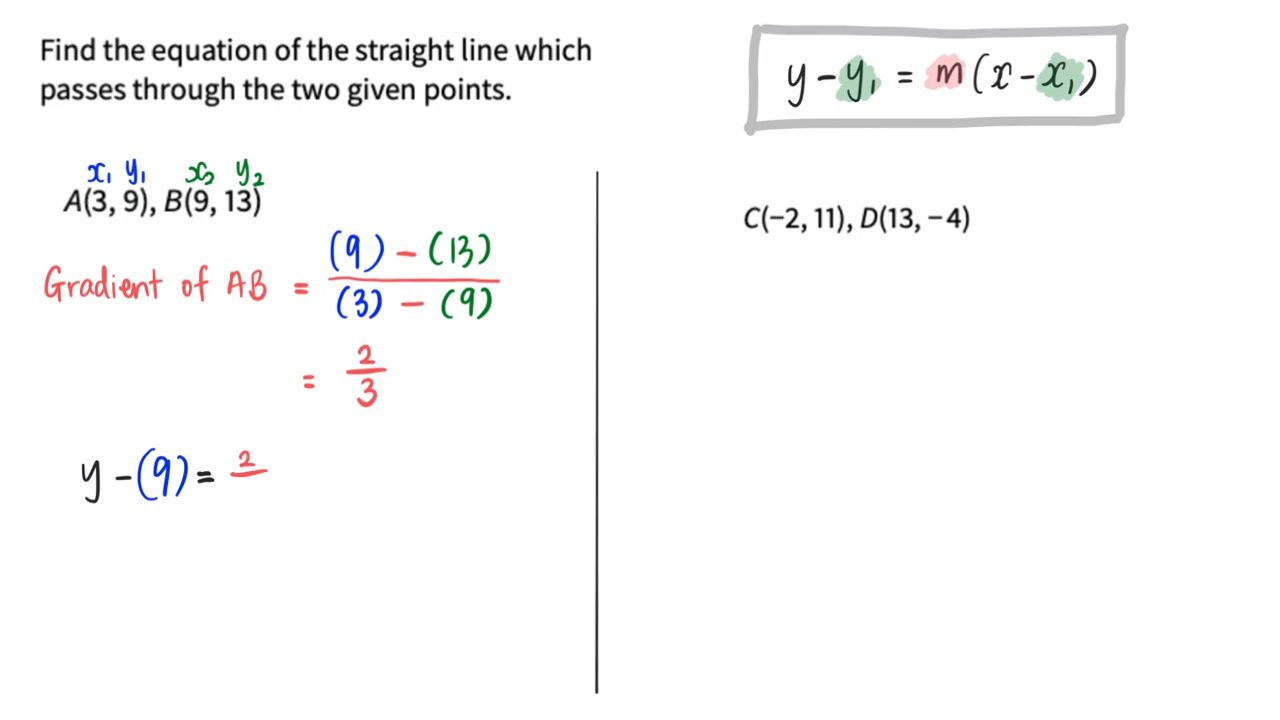 Find the equation of the straight line which
passes through the two given points.
y - y₁ = m(x - x₁)
x₁ y₁ x₂ y₂
A(3, 9), B(9, 13)
C(−2, 11), D(13, −4)
Gradient of AB = \frac{(9) - (13)}{(3) - (9)}
= \frac{2}{3}
y - (9) = 2